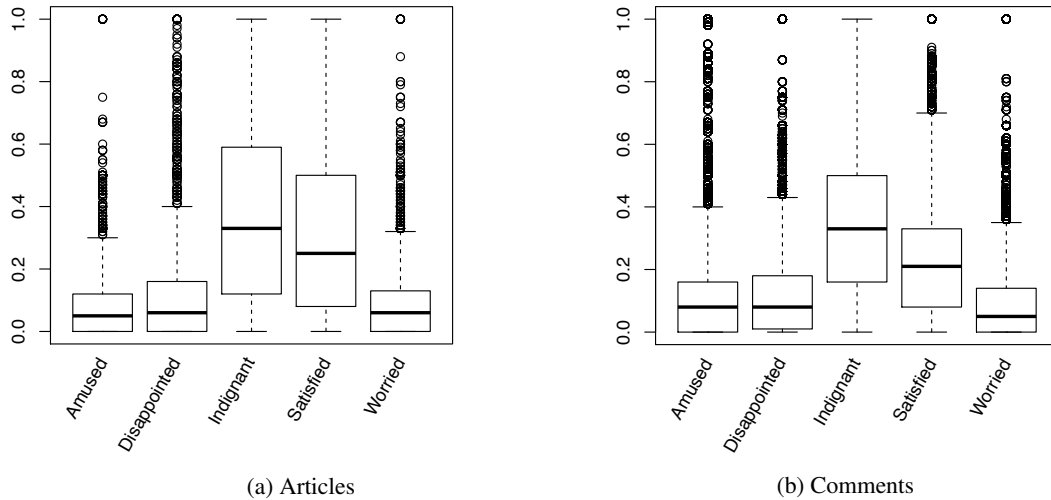 1.0
0.8
0.6
0.4
0.2
0.0
Amused
Disappointed
Indignant
Satisfied
Worried
(a) Articles
1.0
0.8
0.6
0.4
0.2
0.0
Amused
Disappointed
Indignant
Satisfied
Worried
(b) Comments